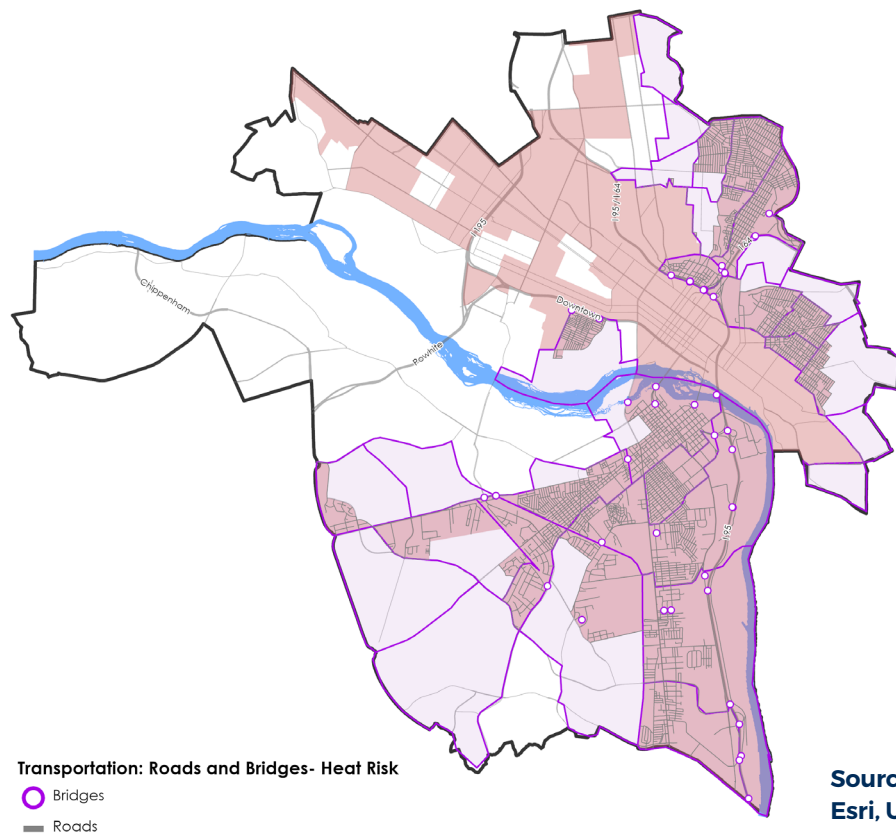 I 95/ I 64
I 95
I 64
Chippenham
Downtown
Powhite
I 95
Transportation: Roads and Bridges- Heat Risk
Bridges
Roads
Sourc
Esri, U